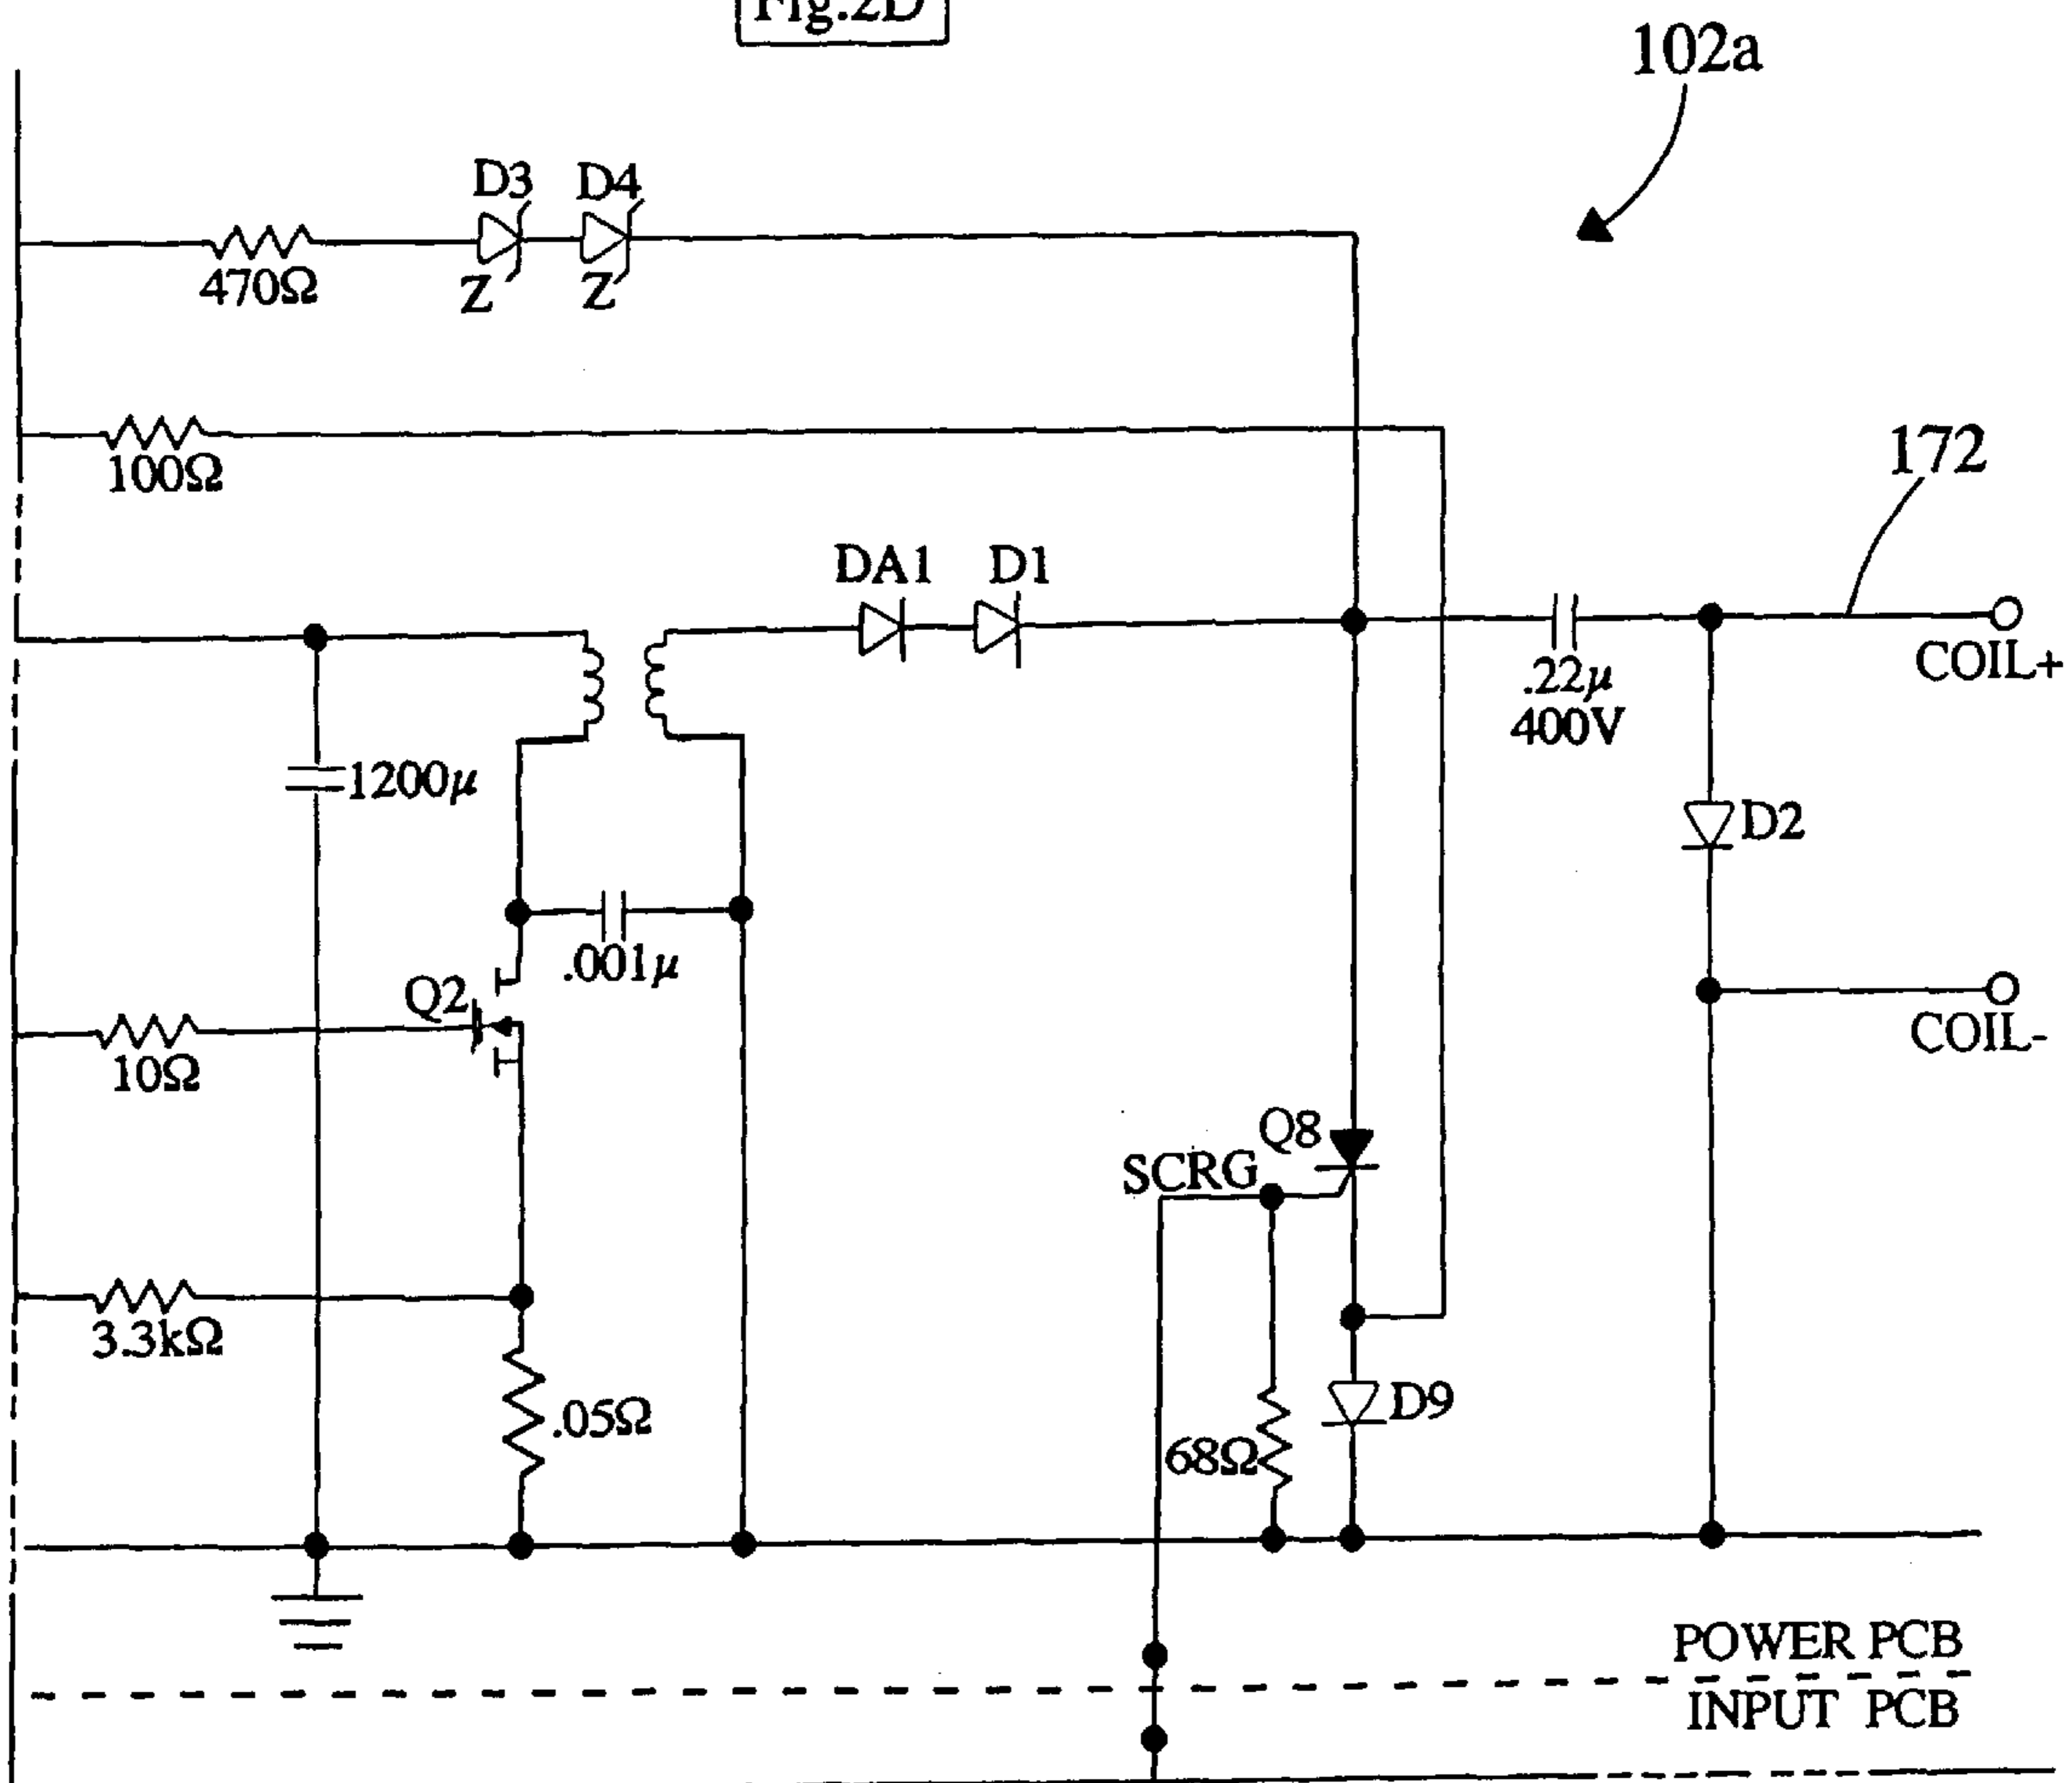 Fig.2D
102a
D3 D4
470Ω
Z Z
100Ω
172
DA1 D1
COIL+
.22μ
400V
1200μ
D2
.001μ
Q2
COIL-
10Ω
Q8
SCRG
3.3kΩ
D9
.05Ω
68Ω
POWER PCB
INPUT PCB